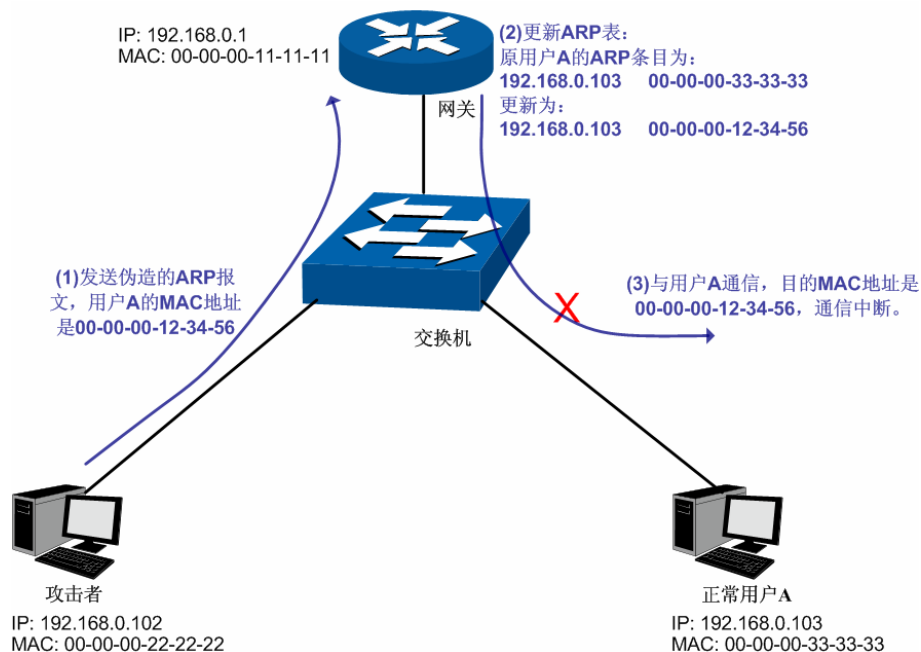 IP: 192.168.0.1
MAC: 00-00-00-11-11-11
(2)更新ARP表：
原用户A的ARP条目为：
192.168.0.103 00-00-00-33-33-33
更新为：
192.168.0.103 00-00-00-12-34-56
网关
(1)发送伪造的ARP报
文，用户A的MAC地址
是00-00-00-12-34-56
(3)与用户A通信，目的MAC地址是
00-00-00-12-34-56，通信中断。
X
交换机
攻击者
IP: 192.168.0.102
MAC: 00-00-00-22-22-22
正常用户A
IP: 192.168.0.103
MAC: 00-00-00-33-33-33